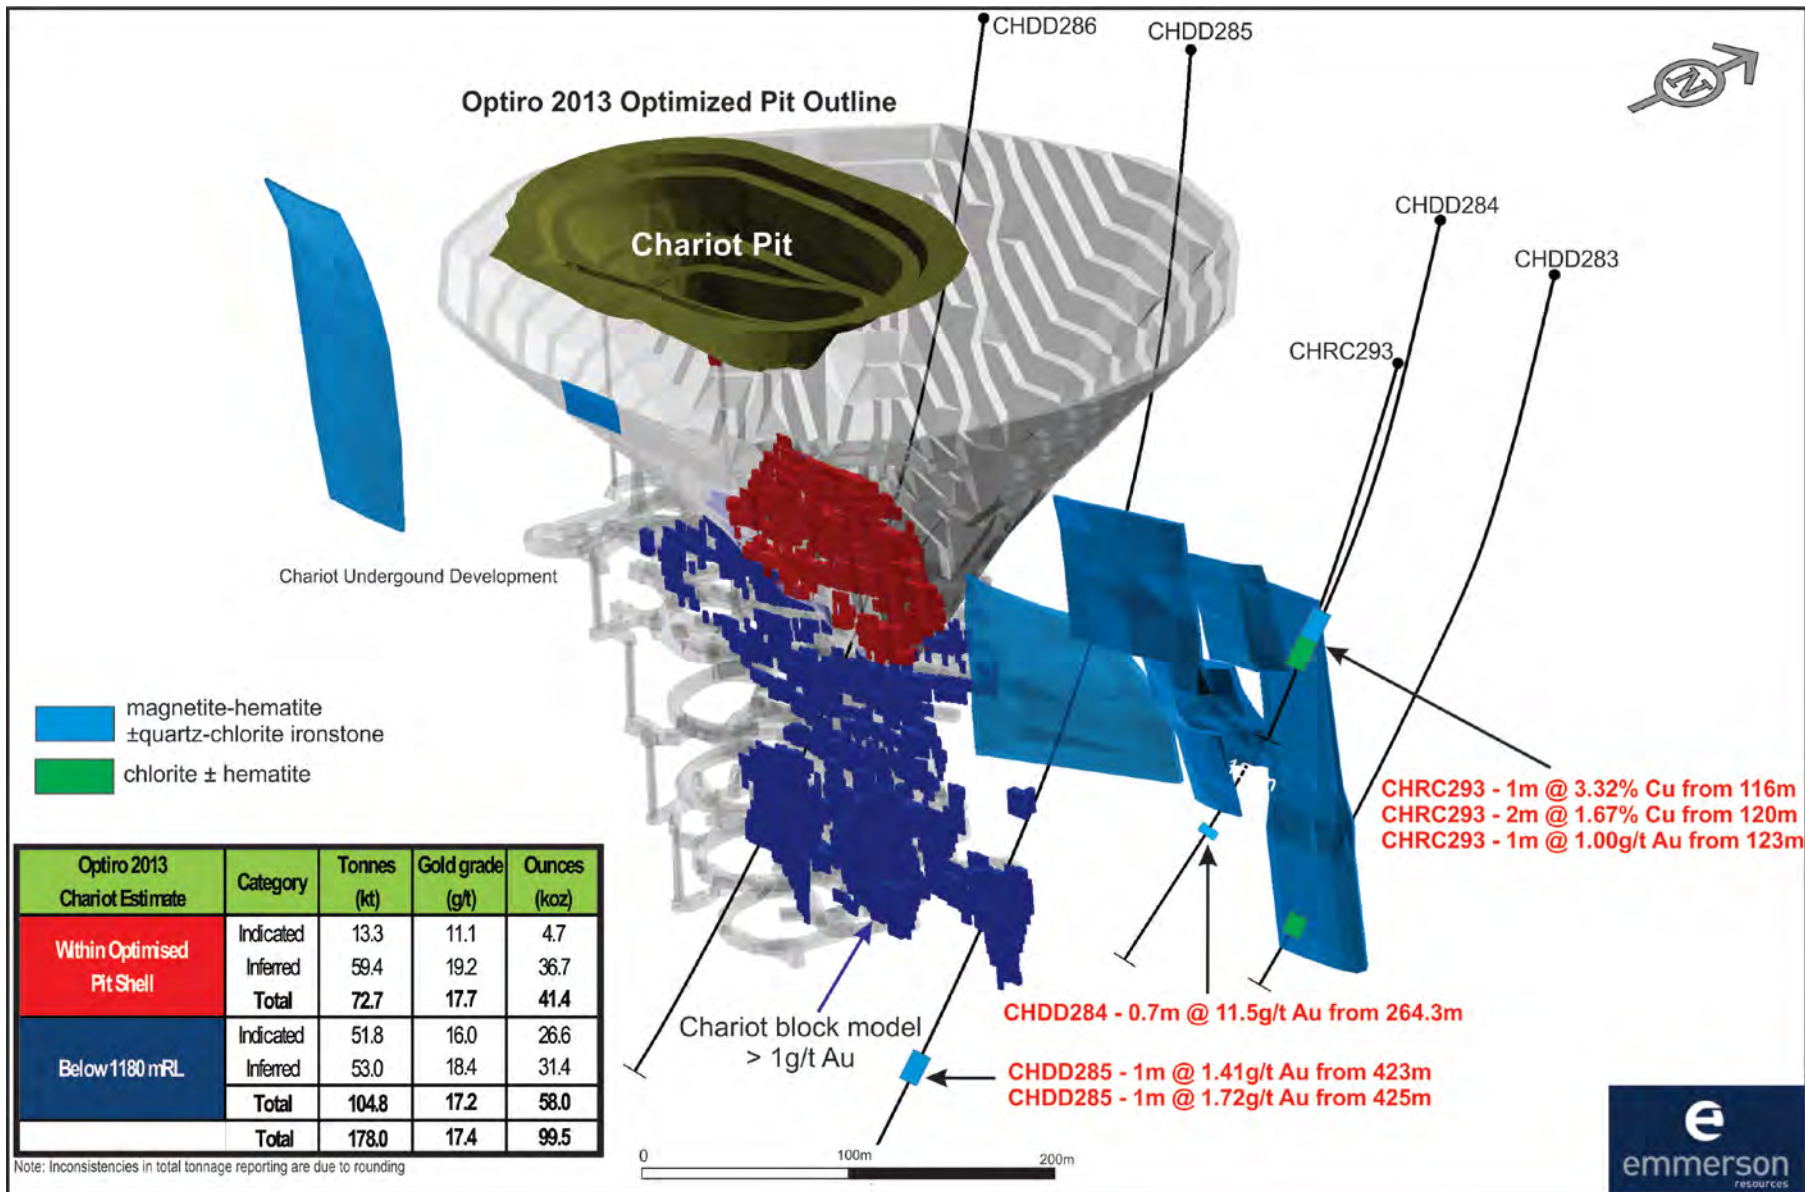 CHDD286
CHDD285
N
Optiro 2013 Optimized Pit Outline
CHDD284
Chariot Pit
CHDD283
CHRC293
Chariot Undergound Development
magnetite-hematite
±quartz-chlorite ironstone
chlorite ± hematite
CHRC293 - 1m @ 3.32% Cu from 116m
CHRC293 - 2m @ 1.67% Cu from 120m
CHRC293 - 1m @ 1.00g/t Au from 123m
Optiro 2013 Chariot Estimate Category Tonnes (kt) Gold grade (g/t) Ounces (koz)
Within Optimised Pit Shell Indicated 13.3 11.1 4.7
Inferred 59.4 19.2 36.7
Total 72.7 17.7 41.4
Below 1180 mRL Indicated 51.8 16.0 26.6
Inferred 53.0 18.4 31.4
Total 104.8 17.2 58.0
Total 178.0 17.4 99.5
Note: Inconsistencies in total tonnage reporting are due to rounding
Chariot block model
> 1g/t Au
CHDD284 - 0.7m @ 11.5g/t Au from 264.3m
CHDD285 - 1m @ 1.41g/t Au from 423m
CHDD285 - 1m @ 1.72g/t Au from 425m
0 100m 200m
e
emmerson
resources